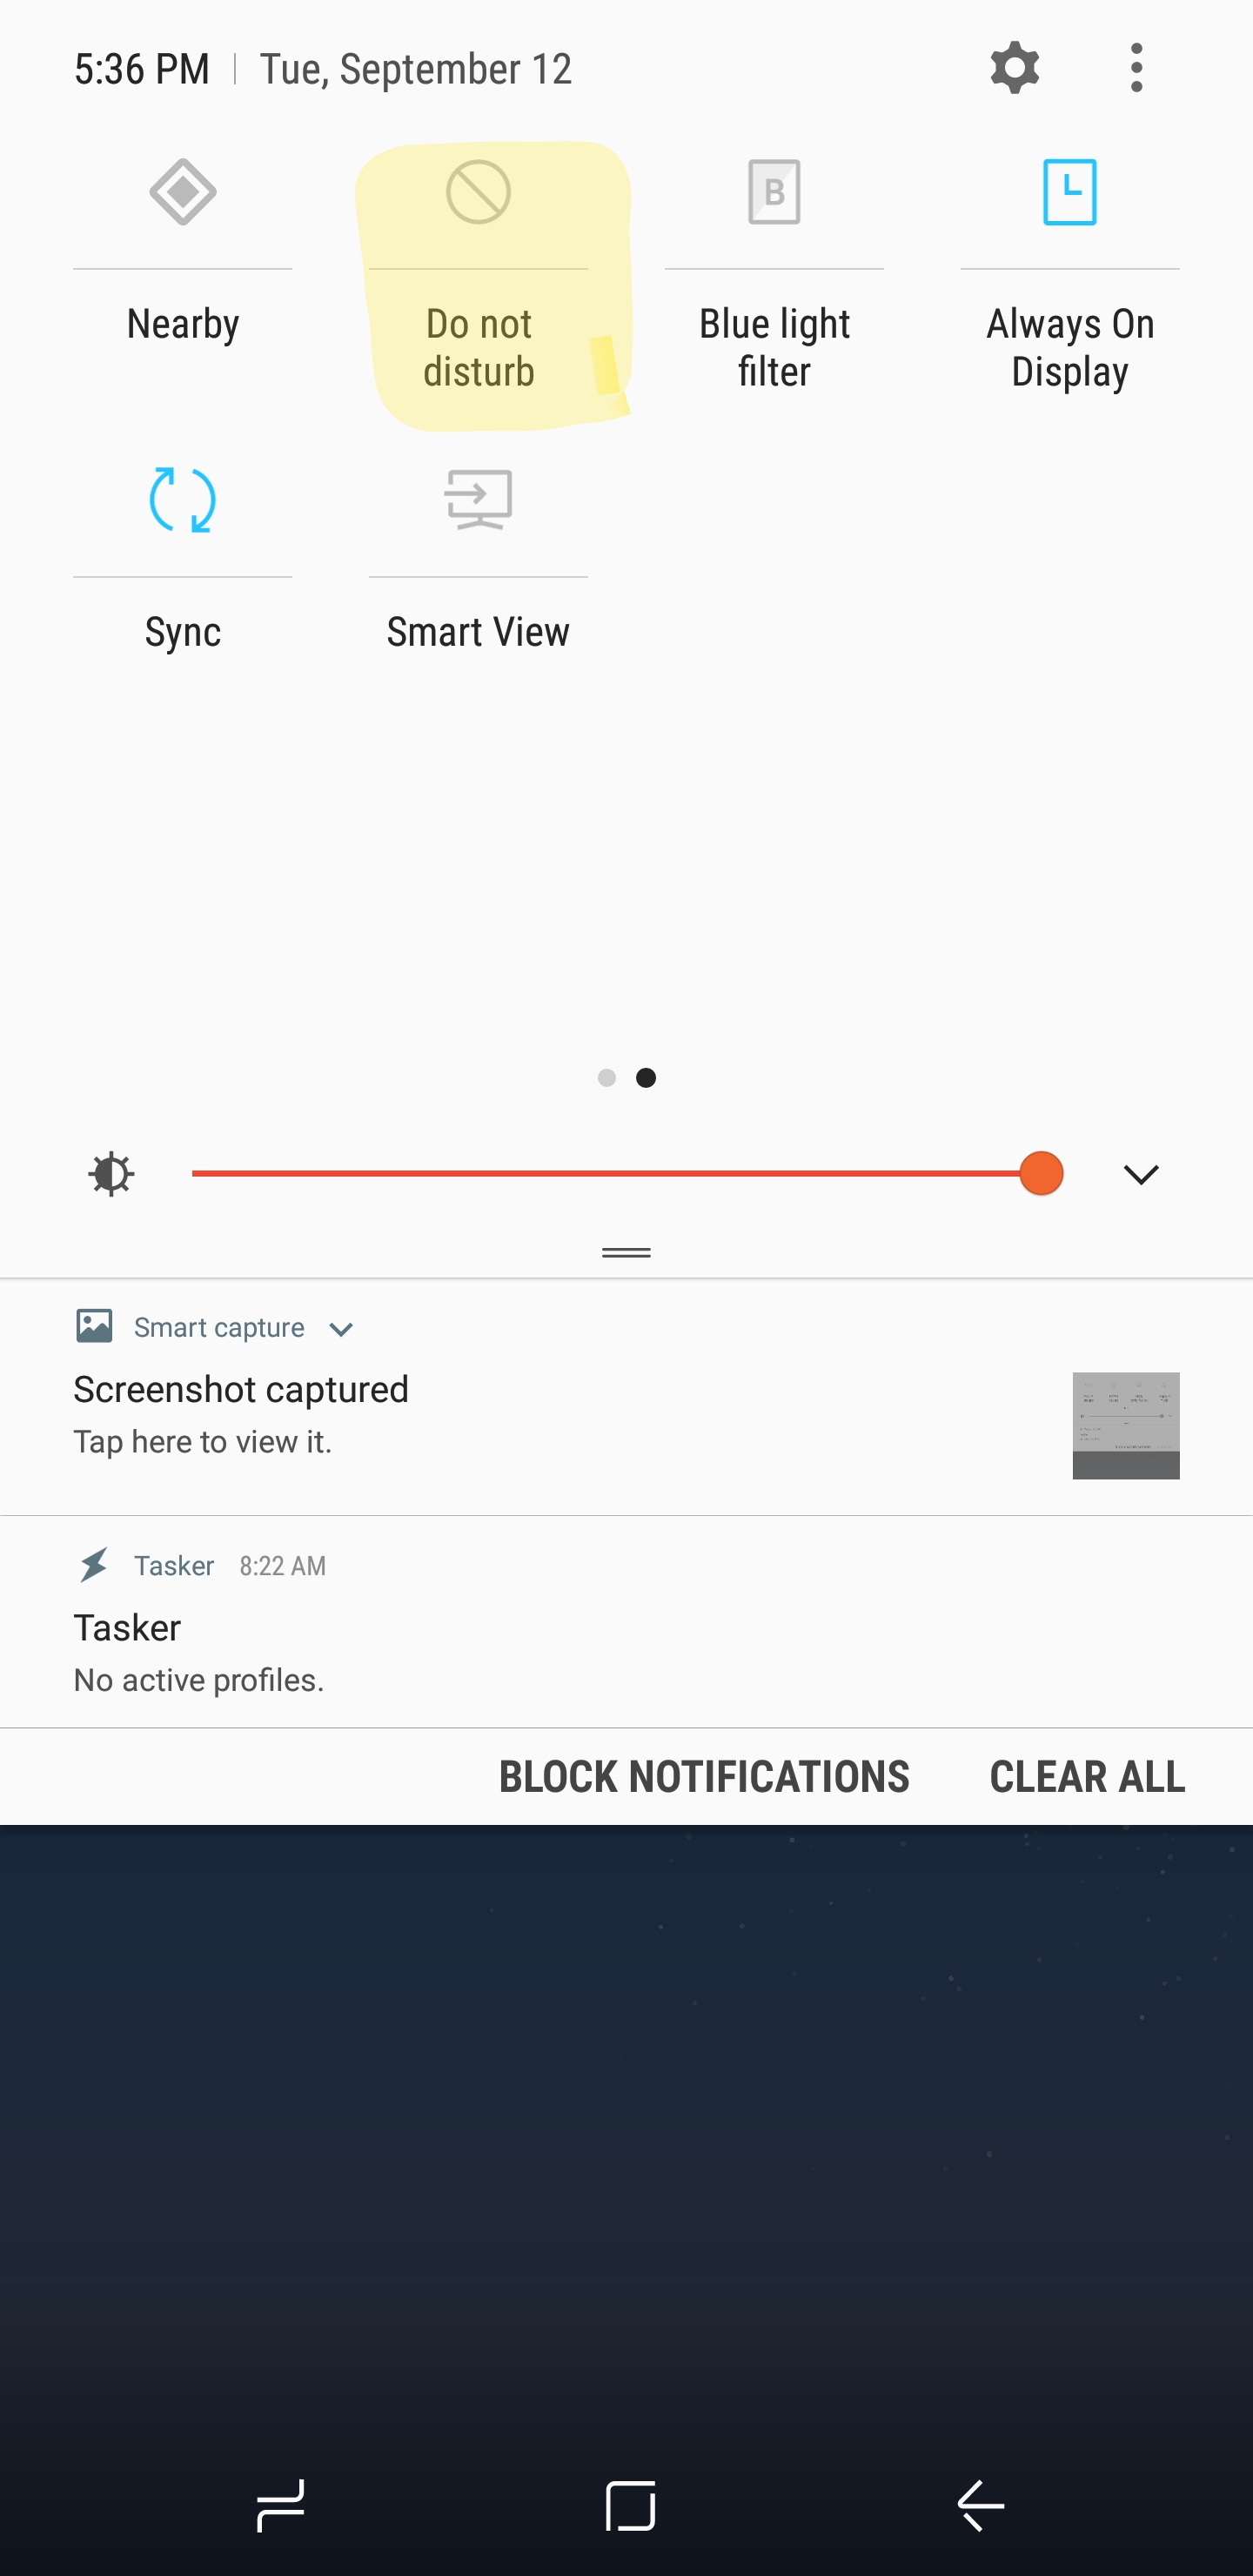 5:36 PM | Tue, September 12
Nearby
Do not
disturb
Blue light
filter
Always On
Display
Sync
Smart View
Smart capture
Screenshot captured
Tap here to view it.
Tasker 8:22 AM
Tasker
No active profiles.
BLOCK NOTIFICATIONS CLEAR ALL